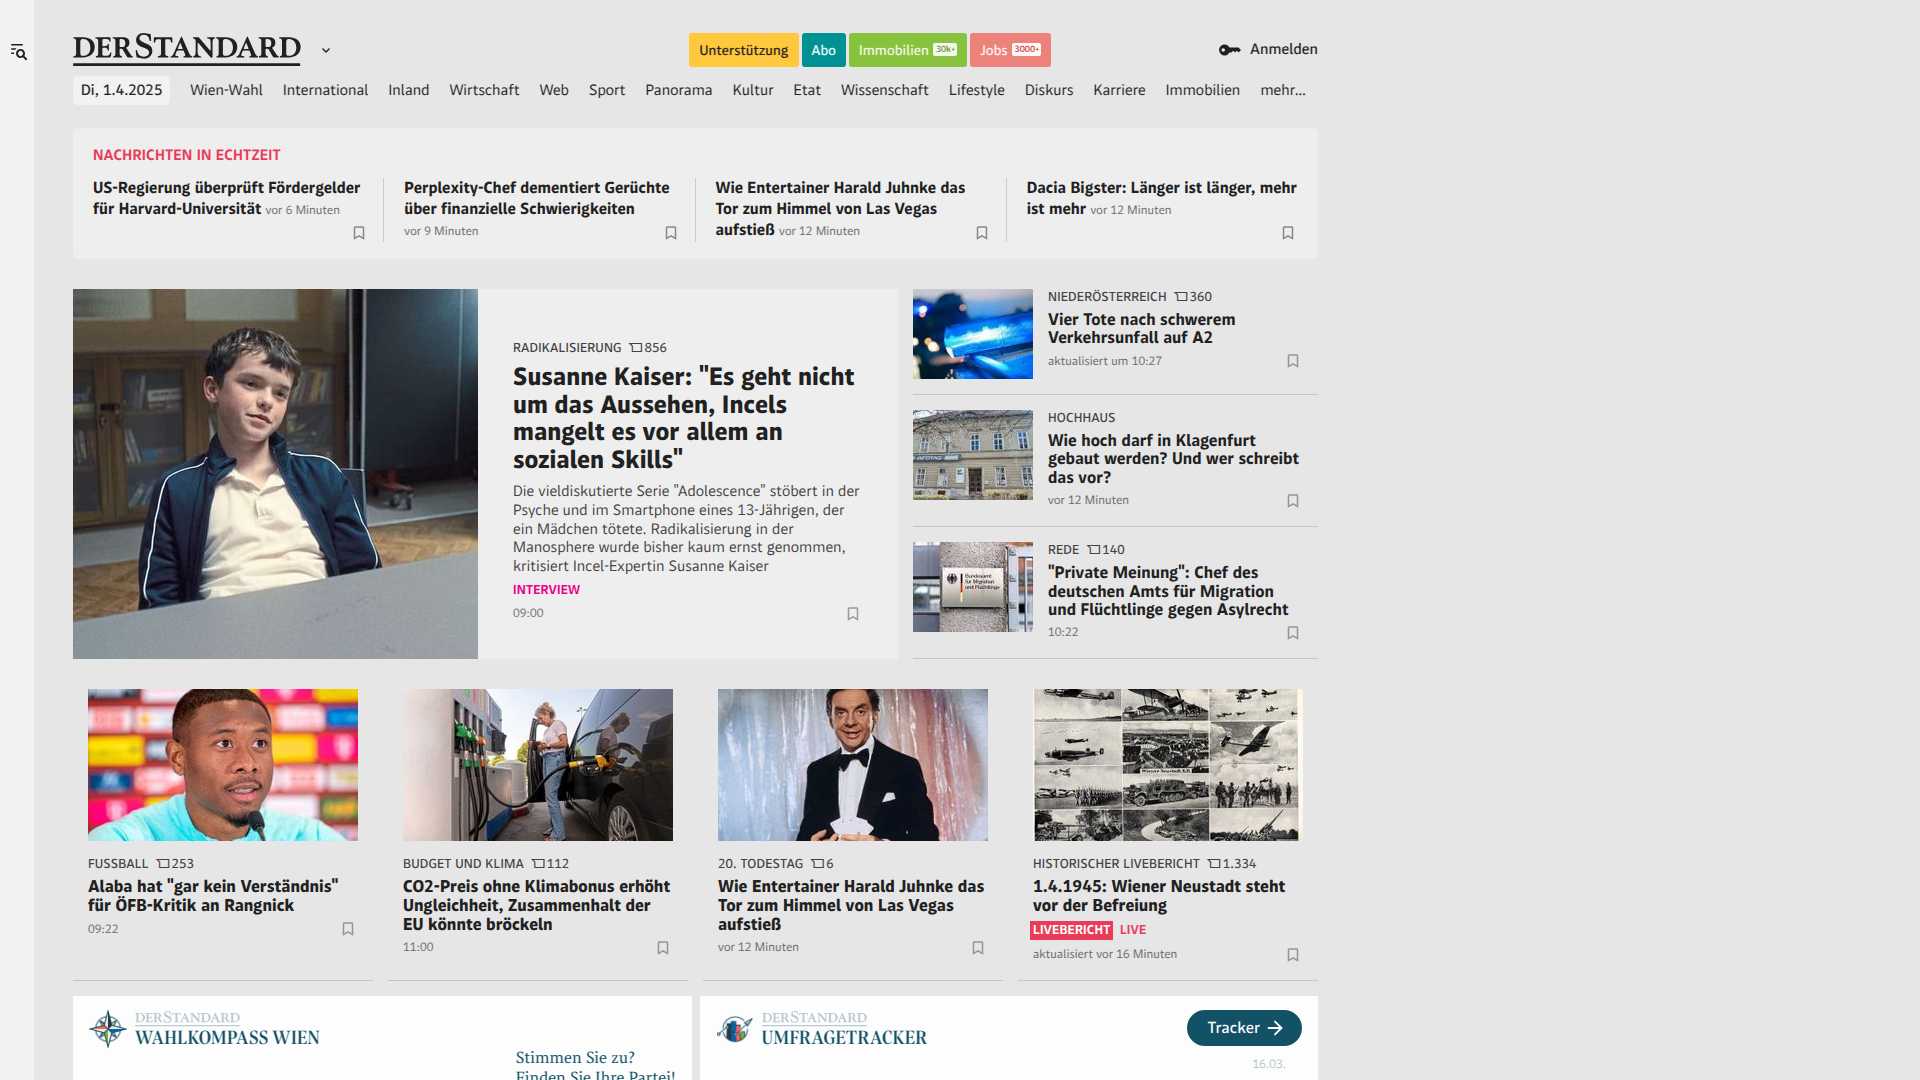 DERSTANDARD
Unterstützung
Abo
Immobilien 30k+
Jobs 3000+
Anmelden
Di, 1.4.2025
Wien-Wahl
International
Inland
Wirtschaft
Web
Sport
Panorama
Kultur
Etat
Wissenschaft
Lifestyle
Diskurs
Karriere
Immobilien
mehr...
NACHRICHTEN IN ECHTZEIT
US-Regierung überprüft Fördergelder
für Harvard-Universität vor 6 Minuten
Perplexity-Chef dementiert Gerüchte
über finanzielle Schwierigkeiten
vor 9 Minuten
Wie Entertainer Harald Juhnke das
Tor zum Himmel von Las Vegas
aufstieß vor 12 Minuten
Dacia Bigster: Länger ist länger, mehr
ist mehr vor 12 Minuten
RADIKALISIERUNG 856
Susanne Kaiser: "Es geht nicht
um das Aussehen, Incels
mangelt es vor allem an
sozialen Skills"
Die vieldiskutierte Serie "Adolescence" stöbert in der
Psyche und im Smartphone eines 13-Jährigen, der
ein Mädchen tötete. Radikalisierung in der
Manosphere wurde bisher kaum ernst genommen,
kritisiert Incel-Expertin Susanne Kaiser
INTERVIEW
09:00
NIEDERÖSTERREICH 360
Vier Tote nach schwerem
Verkehrsunfall auf A2
aktualisiert um 10:27
HOCHHAUS
Wie hoch darf in Klagenfurt
gebaut werden? Und wer schreibt
das vor?
vor 12 Minuten
Bundesamt
für Migration
und Flüchtlinge
REDE 140
"Private Meinung": Chef des
deutschen Amts für Migration
und Flüchtlinge gegen Asylrecht
10:22
FUSSBALL 253
Alaba hat "gar kein Verständnis"
für ÖFB-Kritik an Rangnick
09:22
BUDGET UND KLIMA 112
CO2-Preis ohne Klimabonus erhöht
Ungleichheit, Zusammenhalt der
EU könnte bröckeln
11:00
20. TODESTAG 6
Wie Entertainer Harald Juhnke das
Tor zum Himmel von Las Vegas
aufstieß
vor 12 Minuten
HISTORISCHER LIVEBERICHT 1.334
1.4.1945: Wiener Neustadt steht
vor der Befreiung
LIVEBERICHT LIVE
aktualisiert vor 16 Minuten
DERSTANDARD
WAHLKOMPASS WIEN
Stimmen Sie zu?
Finden Sie Ihre Partei!
DERSTANDARD
UMFRAGETRACKER
Tracker
16.03.